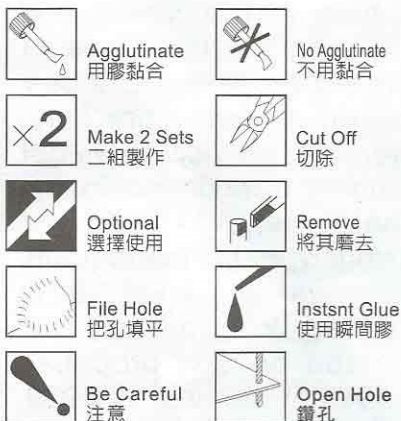 Agglutinate
用膠黏合
No Agglutinate
不用黏合
×2
Make 2 Sets
二組製作
Cut Off
切除
Optional
選擇使用
Remove
將其磨去
File Hole
把孔填平
Instsnt Glue
使用瞬間膠
Be Careful
注意
Open Hole
鑽孔